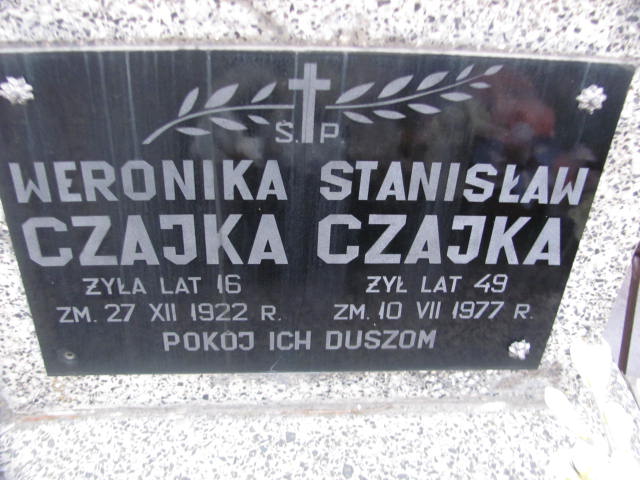 Ś. P
WERONIKA STANISŁAW
CZAJKA CZAJKA
ŻYŁA LAT 16 ŻYŁ LAT 49
ZM. 27 XII 1922 R. ZM. 10 VII 1977 R.
POKÓJ ICH DUSZOM